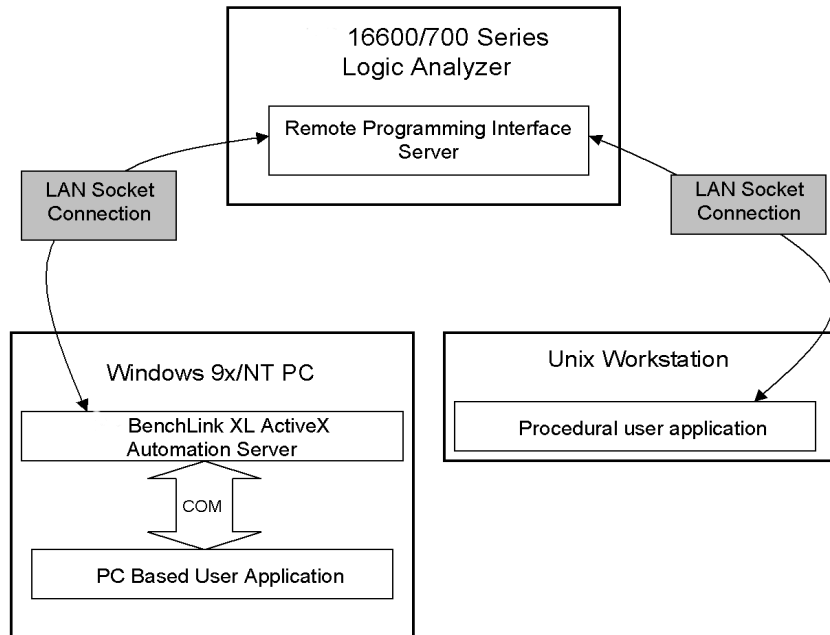 16600/700 Series
Logic Analyzer
Remote Programming Interface
Server
LAN Socket
Connection
LAN Socket
Connection
Windows 9x/NT PC
BenchLink XL ActiveX
Automation Server
COM
PC Based User Application
Unix Workstation
Procedural user application